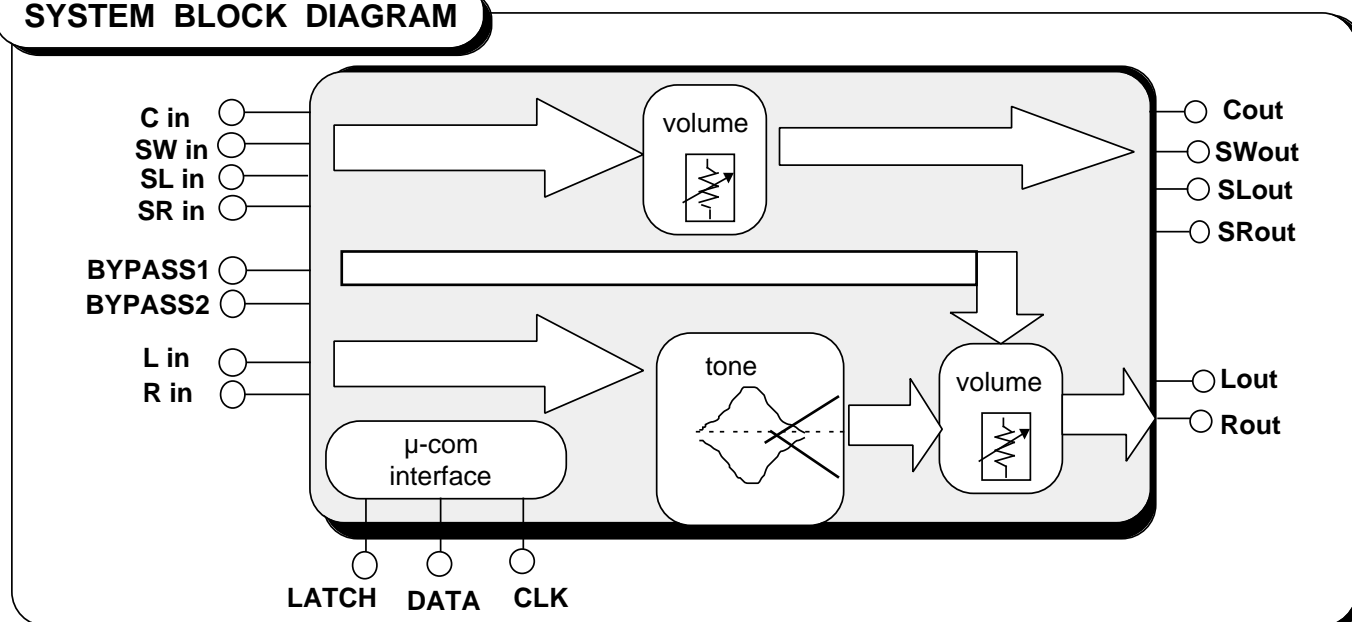 SYSTEM BLOCK DIAGRAM
C in
SW in
SL in
SR in
BYPASS1
BYPASS2
L in
R in
volume
tone
volume
µ-com
interface
LATCH
DATA
CLK
Cout
SWout
SLout
SRout
Lout
Rout